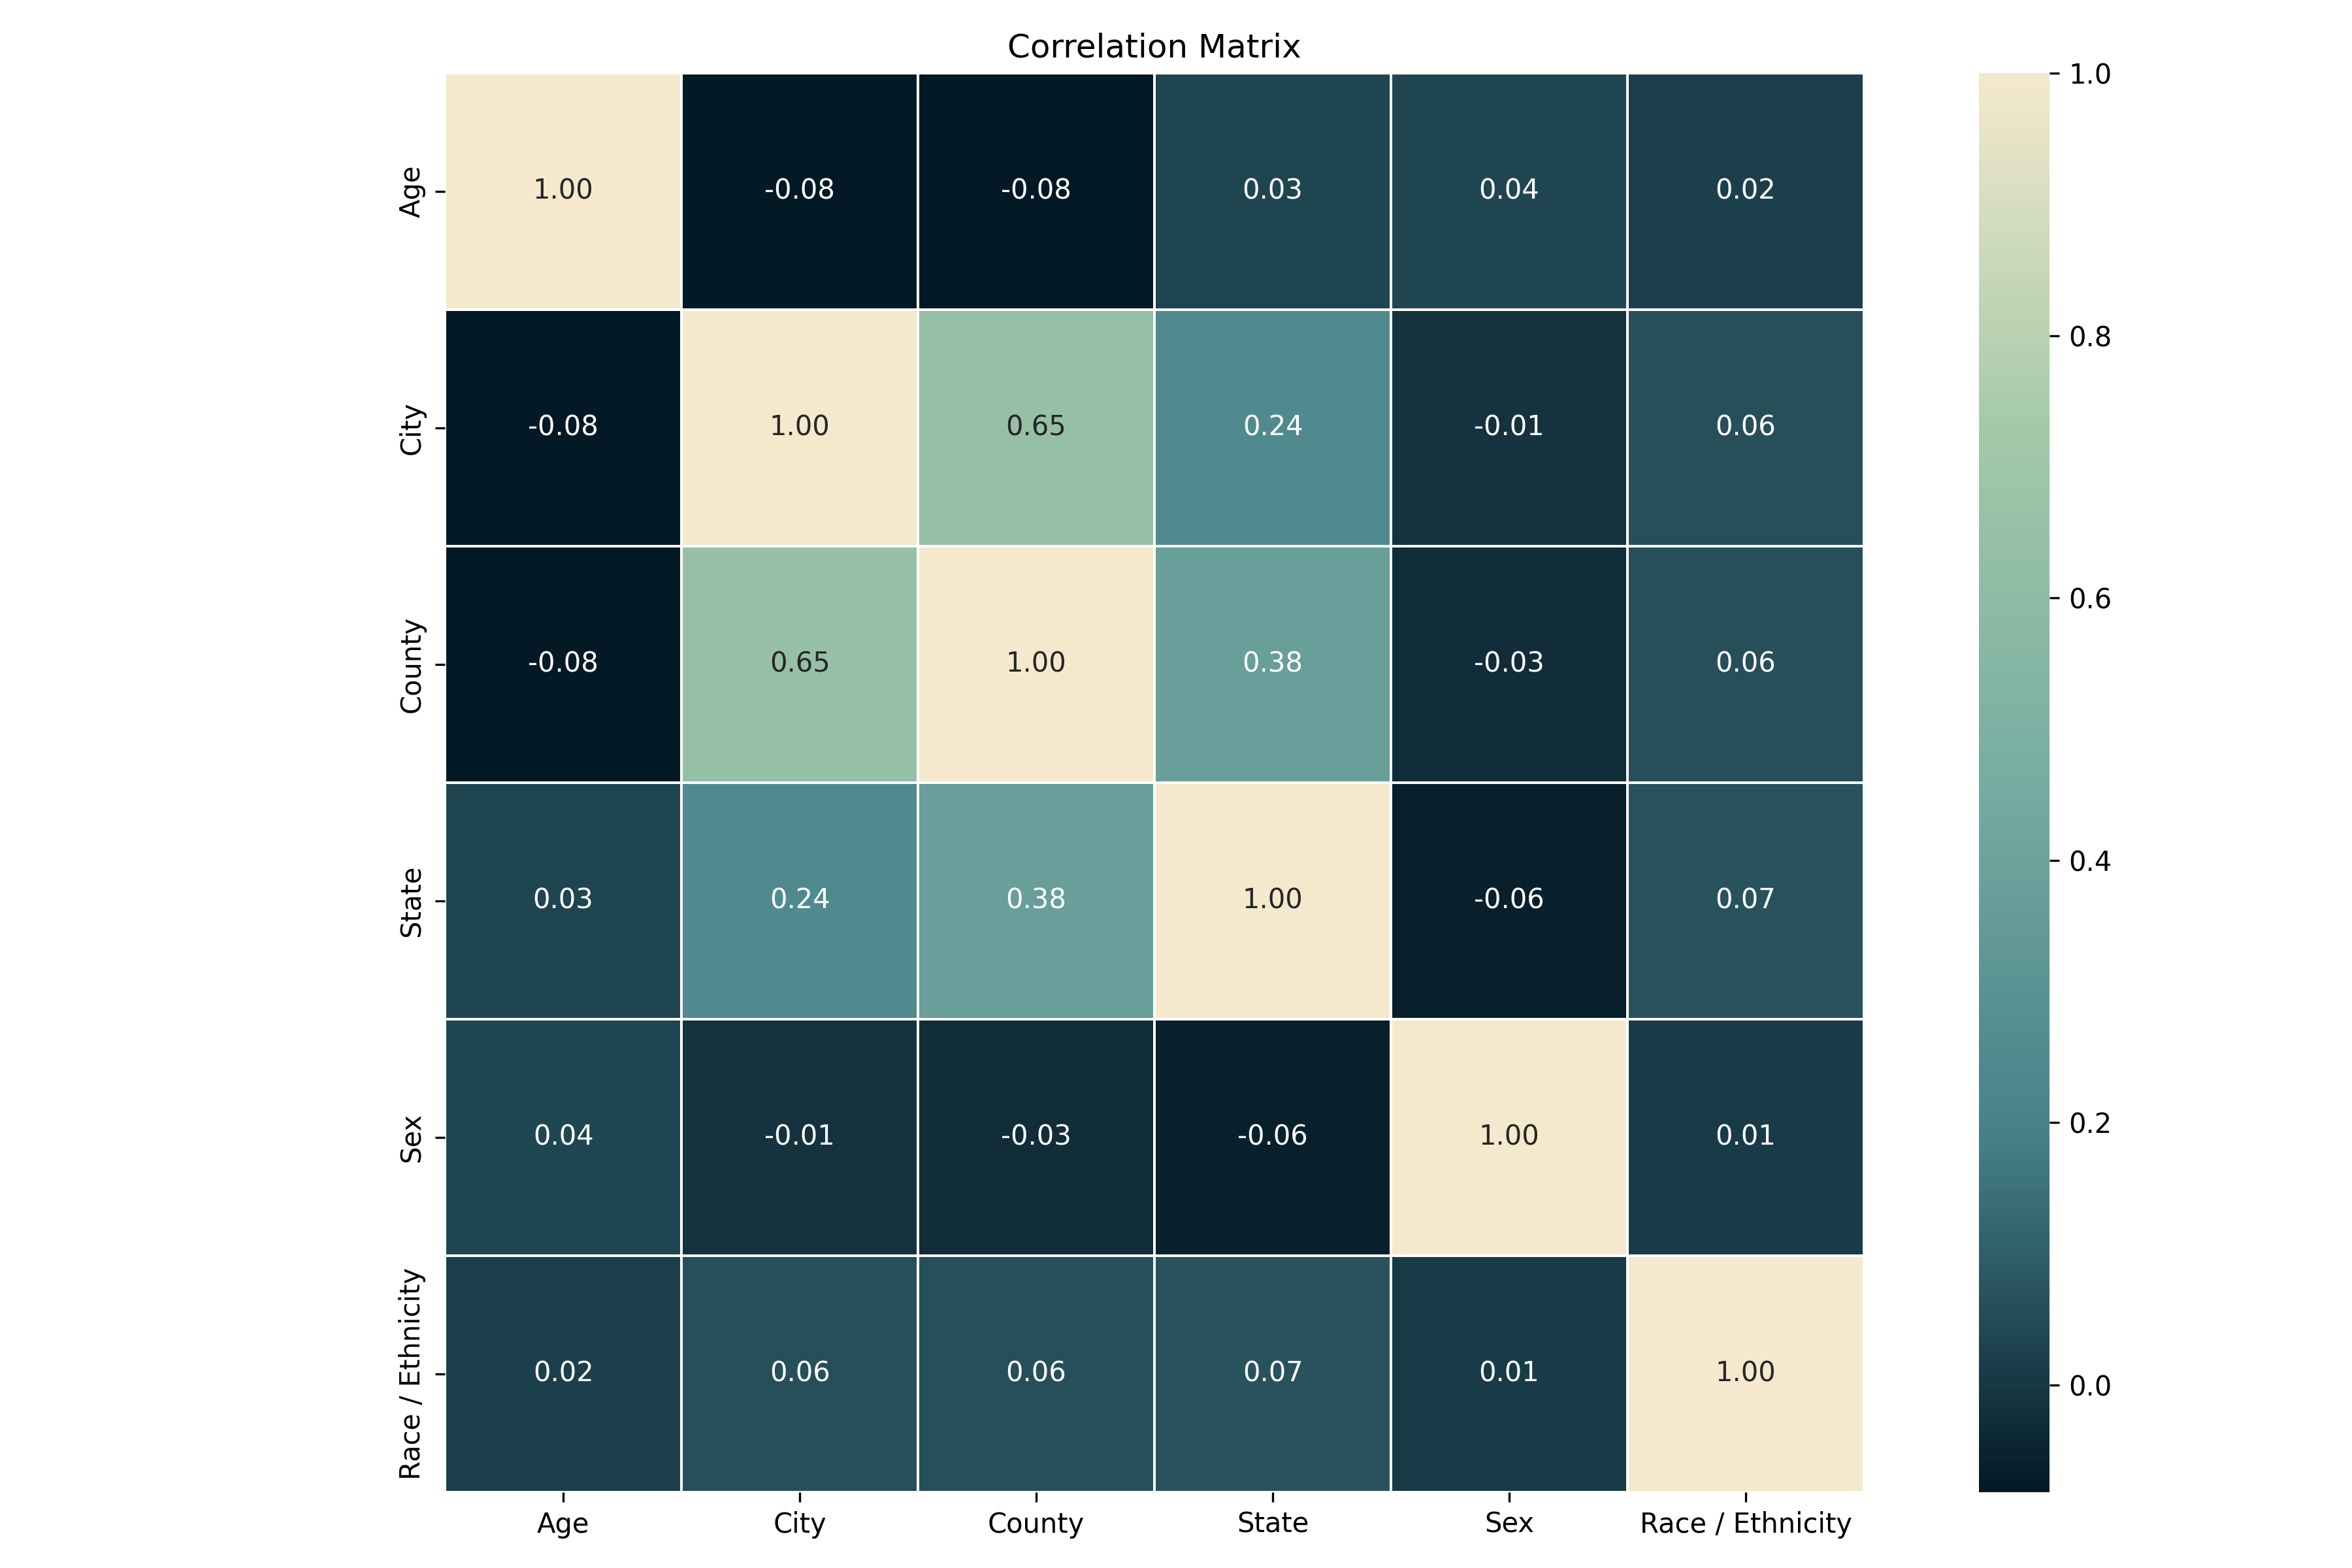 Correlation Matrix
Age 1.00 -0.08 -0.08 0.03 0.04 0.02
City -0.08 1.00 0.65 0.24 -0.01 0.06
County -0.08 0.65 1.00 0.38 -0.03 0.06
State 0.03 0.24 0.38 1.00 -0.06 0.07
Sex 0.04 -0.01 -0.03 -0.06 1.00 0.01
Race / Ethnicity 0.02 0.06 0.06 0.07 0.01 1.00
Age City County State Sex Race / Ethnicity
1.0
0.8
0.6
0.4
0.2
0.0